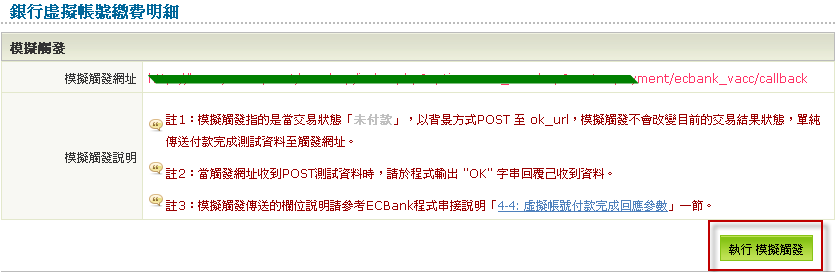 銀行虛擬帳號繳費明細
模擬觸發
模擬觸發網址
ment/ecbank_vacc/callback
註1：模擬觸發指的是當交易狀態「未付款」，以背景方式POST 至 ok_url，模擬觸發不會改變目前的交易結果狀態，單純
傳送付款完成測試資料至觸發網址。
模擬觸發說明
註2：當觸發網址收到POST測試資料時，請於程式輸出 "OK" 字串回覆已收到資料。
註3：模擬觸發傳送的欄位說明請參考ECBank程式串接說明「4-4: 虛擬帳號付款完成回應參數」一節。
執行 模擬觸發